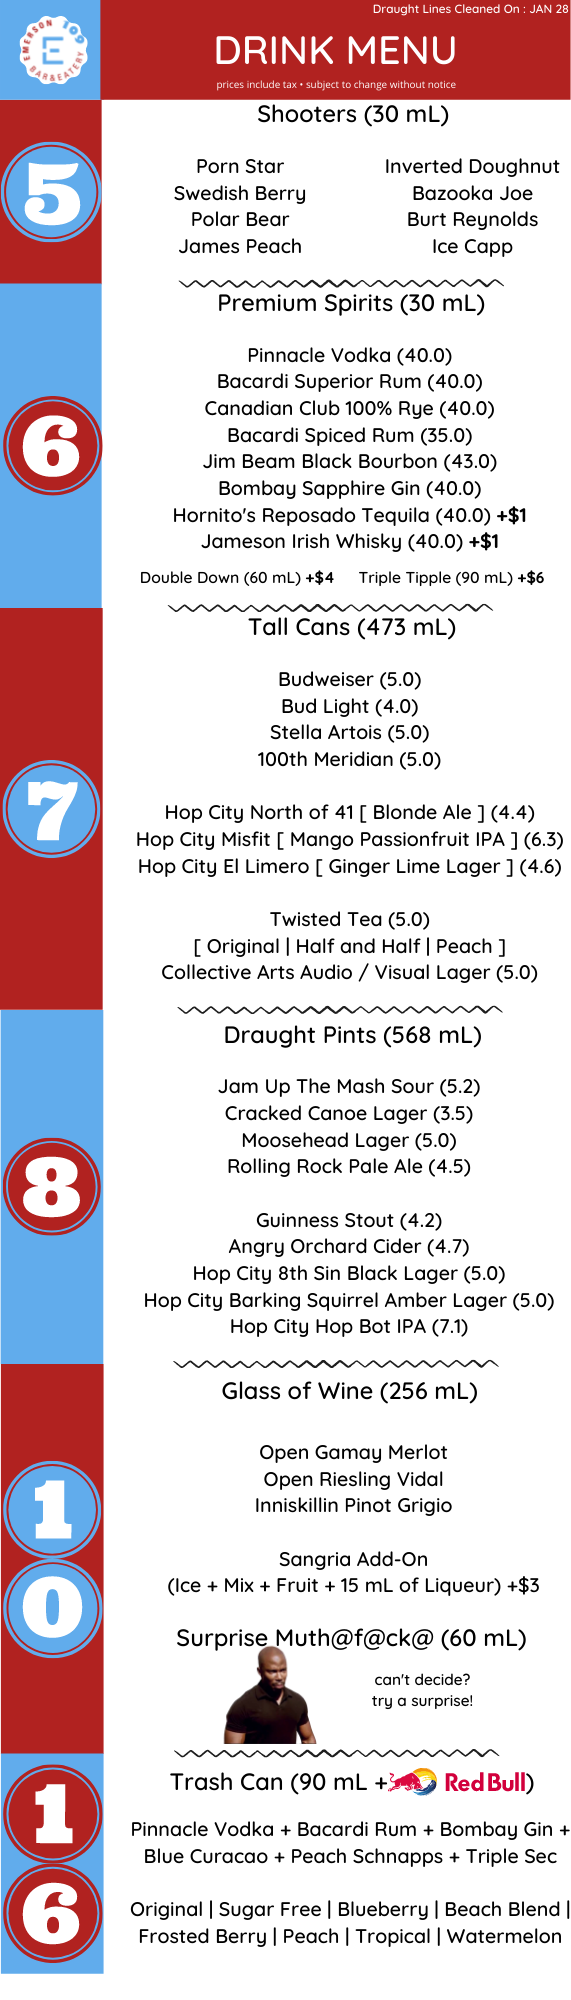 Draught Lines Cleaned On : JAN 28
EMERSON 109
E
BAR&EATERY
DRINK MENU
prices include tax • subject to change without notice
5
Shooters (30 mL)
Porn Star
Swedish Berry
Polar Bear
James Peach
Inverted Doughnut
Bazooka Joe
Burt Reynolds
Ice Capp
6
Premium Spirits (30 mL)
Pinnacle Vodka (40.0)
Bacardi Superior Rum (40.0)
Canadian Club 100% Rye (40.0)
Bacardi Spiced Rum (35.0)
Jim Beam Black Bourbon (43.0)
Bombay Sapphire Gin (40.0)
Hornito's Reposado Tequila (40.0) +$1
Jameson Irish Whisky (40.0) +$1
Double Down (60 mL) +$4 Triple Tipple (90 mL) +$6
7
Tall Cans (473 mL)
Budweiser (5.0)
Bud Light (4.0)
Stella Artois (5.0)
100th Meridian (5.0)
Hop City North of 41 [ Blonde Ale ] (4.4)
Hop City Misfit [ Mango Passionfruit IPA ] (6.3)
Hop City El Limero [ Ginger Lime Lager ] (4.6)
Twisted Tea (5.0)
[ Original | Half and Half | Peach ]
Collective Arts Audio / Visual Lager (5.0)
8
Draught Pints (568 mL)
Jam Up The Mash Sour (5.2)
Cracked Canoe Lager (3.5)
Moosehead Lager (5.0)
Rolling Rock Pale Ale (4.5)
Guinness Stout (4.2)
Angry Orchard Cider (4.7)
Hop City 8th Sin Black Lager (5.0)
Hop City Barking Squirrel Amber Lager (5.0)
Hop City Hop Bot IPA (7.1)
1
0
Glass of Wine (256 mL)
Open Gamay Merlot
Open Riesling Vidal
Inniskillin Pinot Grigio
Sangria Add-On
(Ice + Mix + Fruit + 15 mL of Liqueur) +$3
Surprise Muth@f@ck@ (60 mL)
can't decide?
try a surprise!
1
6
Trash Can (90 mL + Red Bull)
Pinnacle Vodka + Bacardi Rum + Bombay Gin +
Blue Curacao + Peach Schnapps + Triple Sec
Original | Sugar Free | Blueberry | Beach Blend |
Frosted Berry | Peach | Tropical | Watermelon